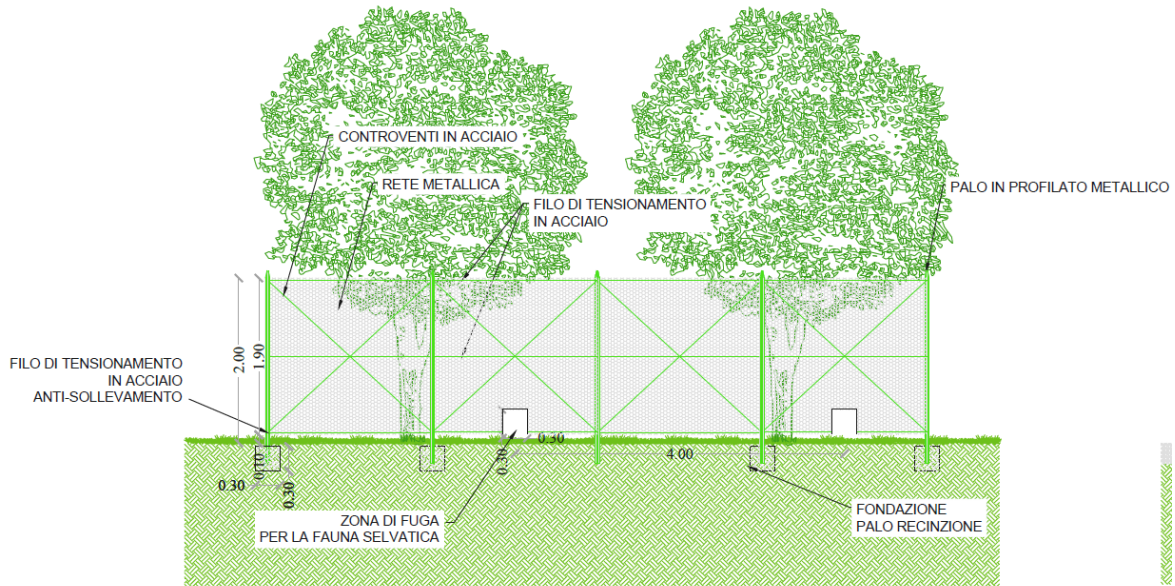 CONTROVENTI IN ACCIAIO
RETE METALLICA
FILO DI TENSIONAMENTO
IN ACCIAIO
PALO IN PROFILATO METALLICO
2.00
1.90
FILO DI TENSIONAMENTO
IN ACCIAIO
ANTI-SOLLEVAMENTO
0.30
0.30
4.00
0.10
0.30
0.30
ZONA DI FUGA
PER LA FAUNA SELVATICA
FONDAZIONE
PALO RECINZIONE